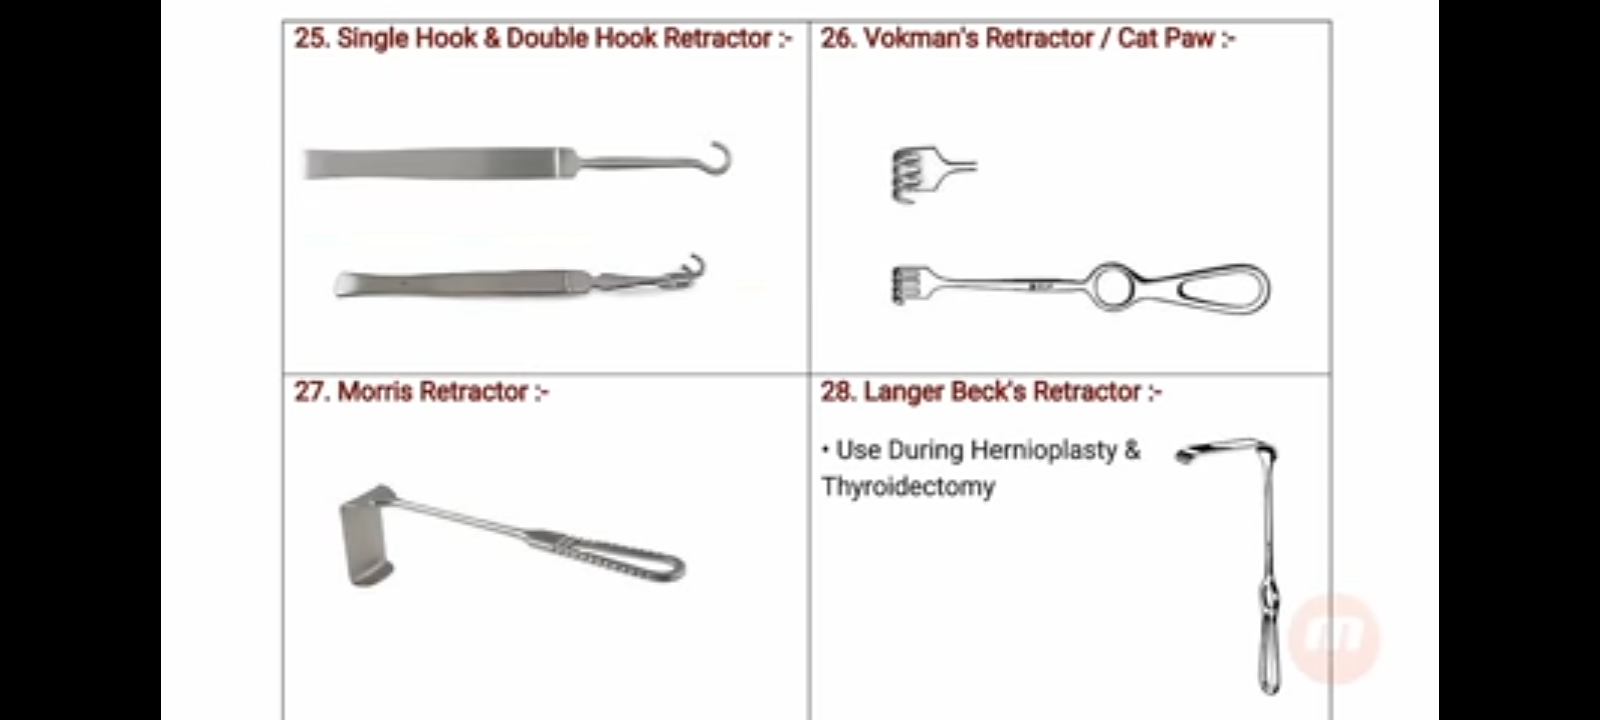 25. Single Hook & Double Hook Retractor :-
26. Vokman's Retractor / Cat Paw :-
27. Morris Retractor :-
28. Langer Beck's Retractor :-
• Use During Hernioplasty &
Thyroidectomy